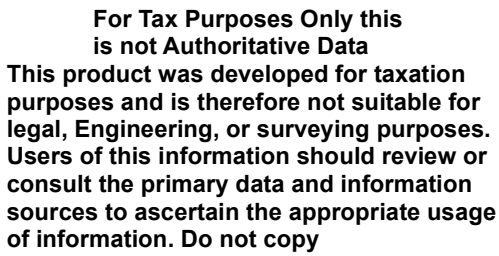 For Tax Purposes Only this
is not Authoritative Data
This product was developed for taxation
purposes and is therefore not suitable for
legal, Engineering, or surveying purposes.
Users of this information should review or
consult the primary data and information
sources to ascertain the appropriate usage
of information. Do not copy